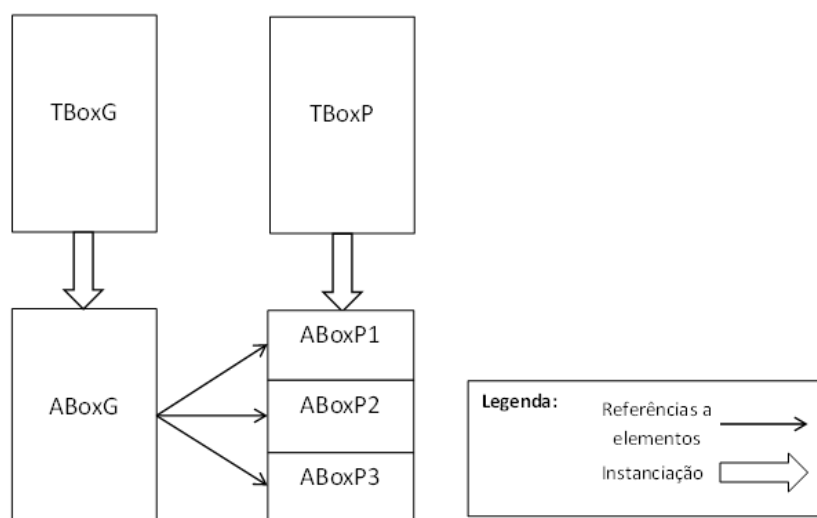 TBoxG
TBoxP
ABoxG
ABoxP1
ABoxP2
ABoxP3
Legenda:
Referências a
elementos
Instanciação